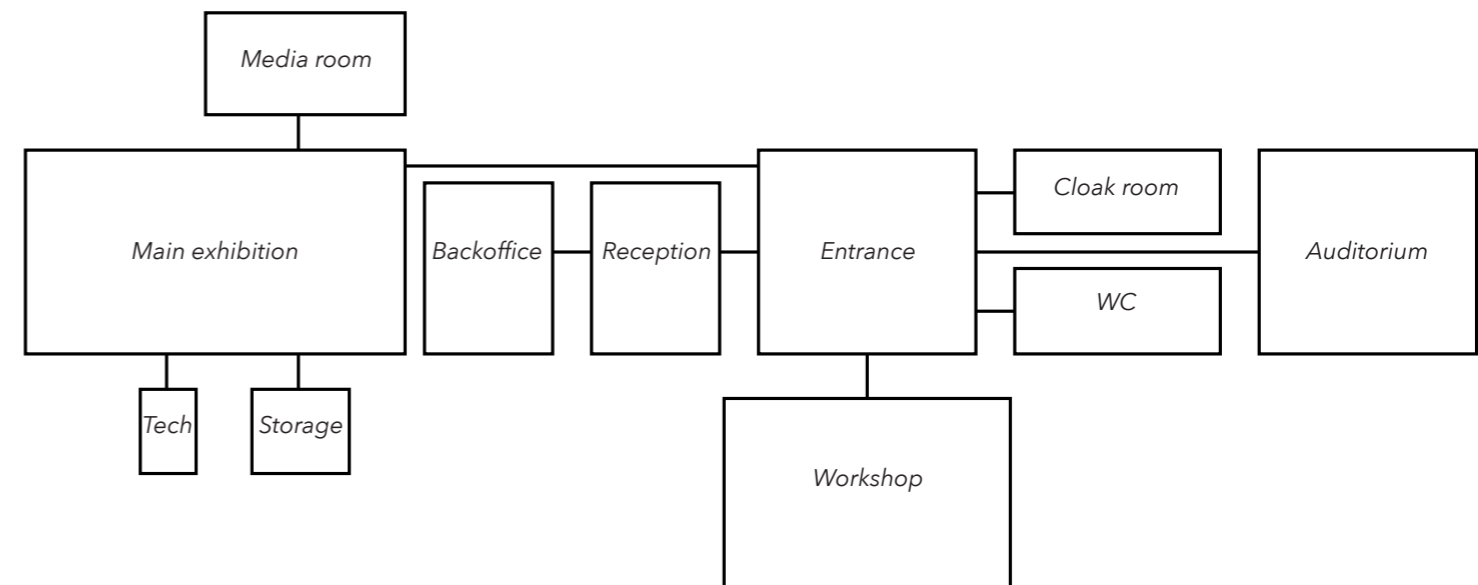 Media room
Cloak room
Main exhibition
Backoffice
Reception
Entrance
Auditorium
WC
Tech
Storage
Workshop